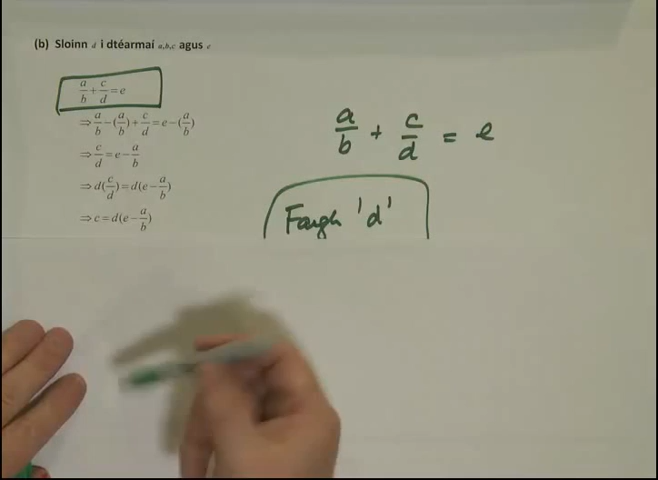 (b) Sloinn d i dtéarmaí a,b,c agus e
a/b + c/d = e
⇒ a/b − (a/b) + c/d = e − (a/b)
⇒ c/d = e − a/b
⇒ d(c/d) = d(e − a/b)
⇒ c = d(e − a/b)
a/b + c/d = e
Faigh 'd'